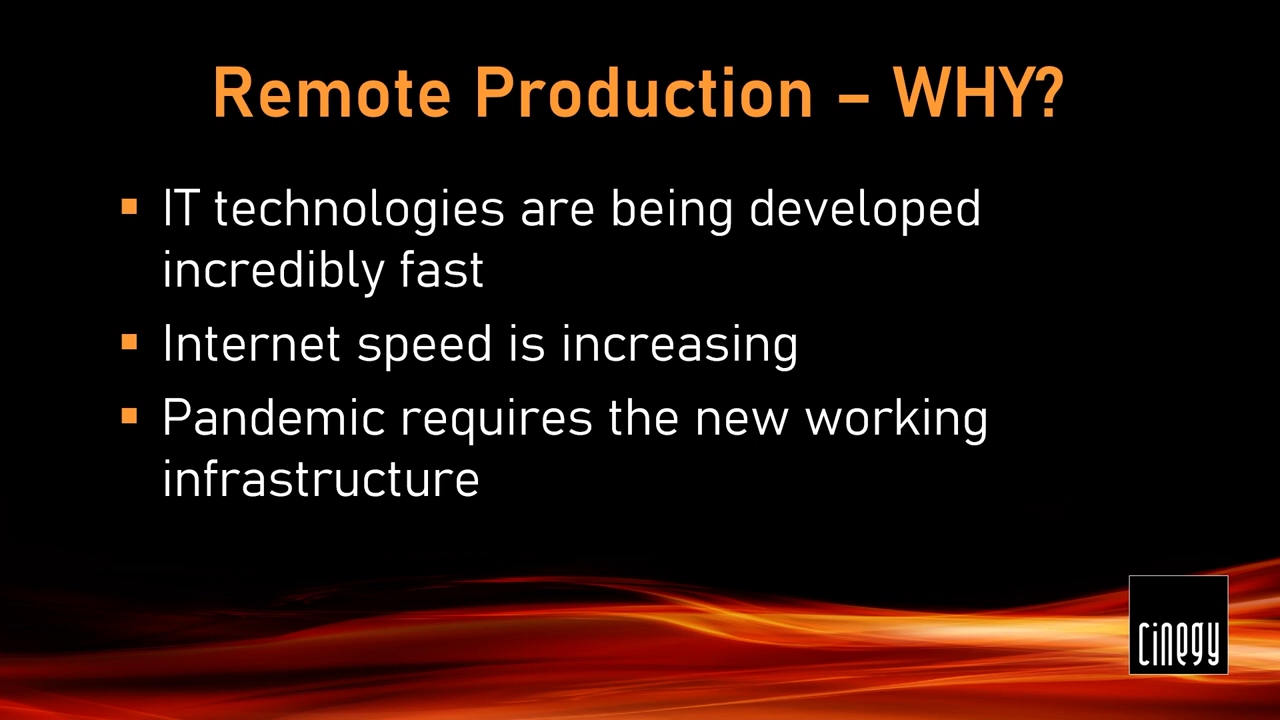 Remote Production – WHY?
▪ IT technologies are being developed
incredibly fast
▪ Internet speed is increasing
▪ Pandemic requires the new working
infrastructure
cinegy